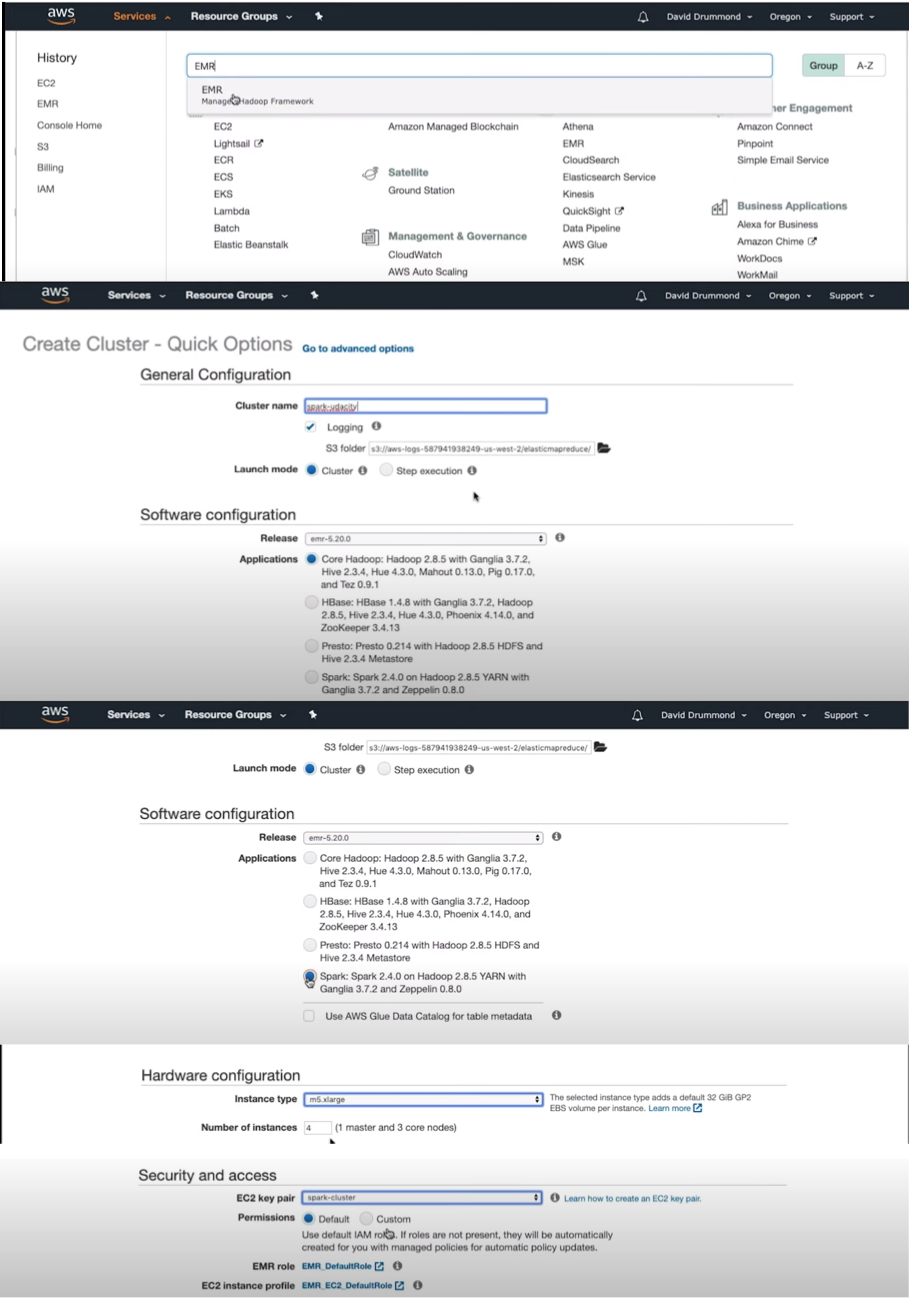 aws Services Resource Groups David Drummond Oregon Support
History
EC2
EMR
Console Home
S3
Billing
IAM
EMR
Group A-Z
EMR
Manage Hadoop Framework
er Engagement
EC2
Lightsail
ECR
ECS
EKS
Lambda
Batch
Elastic Beanstalk
Amazon Managed Blockchain
Satellite
Ground Station
Management & Governance
CloudWatch
AWS Auto Scaling
Athena
EMR
CloudSearch
Elasticsearch Service
Kinesis
QuickSight
Data Pipeline
AWS Glue
MSK
Amazon Connect
Pinpoint
Simple Email Service
Business Applications
Alexa for Business
Amazon Chime
WorkDocs
WorkMail
aws Services Resource Groups David Drummond Oregon Support
Create Cluster - Quick Options Go to advanced options
General Configuration
Cluster name spark-udacity
Logging
S3 folder s3://aws-logs-587941938249-us-west-2/elasticmapreduce/
Launch mode Cluster Step execution
Software configuration
Release emr-5.20.0
Applications Core Hadoop: Hadoop 2.8.5 with Ganglia 3.7.2,
Hive 2.3.4, Hue 4.3.0, Mahout 0.13.0, Pig 0.17.0,
and Tez 0.9.1
HBase: HBase 1.4.8 with Ganglia 3.7.2, Hadoop
2.8.5, Hive 2.3.4, Hue 4.3.0, Phoenix 4.14.0, and
ZooKeeper 3.4.13
Presto: Presto 0.214 with Hadoop 2.8.5 HDFS and
Hive 2.3.4 Metastore
Spark: Spark 2.4.0 on Hadoop 2.8.5 YARN with
Ganglia 3.7.2 and Zeppelin 0.8.0
aws Services Resource Groups David Drummond Oregon Support
S3 folder s3://aws-logs-587941938249-us-west-2/elasticmapreduce/
Launch mode Cluster Step execution
Software configuration
Release emr-5.20.0
Applications Core Hadoop: Hadoop 2.8.5 with Ganglia 3.7.2,
Hive 2.3.4, Hue 4.3.0, Mahout 0.13.0, Pig 0.17.0,
and Tez 0.9.1
HBase: HBase 1.4.8 with Ganglia 3.7.2, Hadoop
2.8.5, Hive 2.3.4, Hue 4.3.0, Phoenix 4.14.0, and
ZooKeeper 3.4.13
Presto: Presto 0.214 with Hadoop 2.8.5 HDFS and
Hive 2.3.4 Metastore
Spark: Spark 2.4.0 on Hadoop 2.8.5 YARN with
Ganglia 3.7.2 and Zeppelin 0.8.0
Use AWS Glue Data Catalog for table metadata
Hardware configuration
Instance type m5.xlarge The selected instance type adds a default 32 GiB GP2
EBS volume per instance. Learn more
Number of instances 4 (1 master and 3 core nodes)
Security and access
EC2 key pair spark-cluster Learn how to create an EC2 key pair.
Permissions Default Custom
Use default IAM roles. If roles are not present, they will be automatically
created for you with managed policies for automatic policy updates.
EMR role EMR_DefaultRole
EC2 instance profile EMR_EC2_DefaultRole